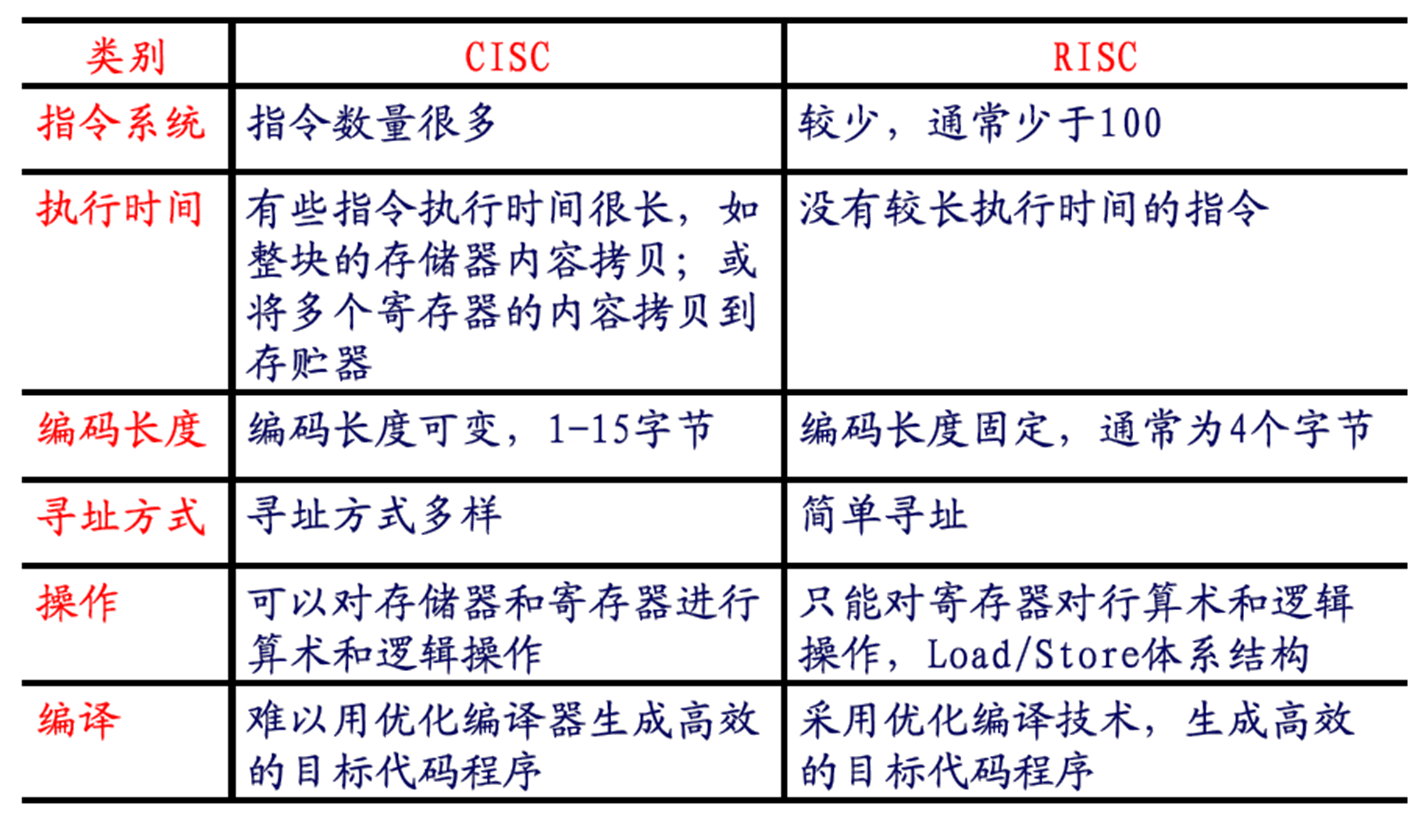 类别 CISC RISC
指令系统 指令数量很多 较少，通常少于100
执行时间 有些指令执行时间很长，如 没有较长执行时间的指令
整块的存储器内容拷贝；或
将多个寄存器的内容拷贝到
存贮器
编码长度 编码长度可变，1-15字节 编码长度固定，通常为4个字节
寻址方式 寻址方式多样 简单寻址
操作 可以对存储器和寄存器进行 只能对寄存器对行算术和逻辑
算术和逻辑操作 操作，Load/Store体系结构
编译 难以用优化编译器生成高效 采用优化编译技术，生成高效
的目标代码程序 的目标代码程序